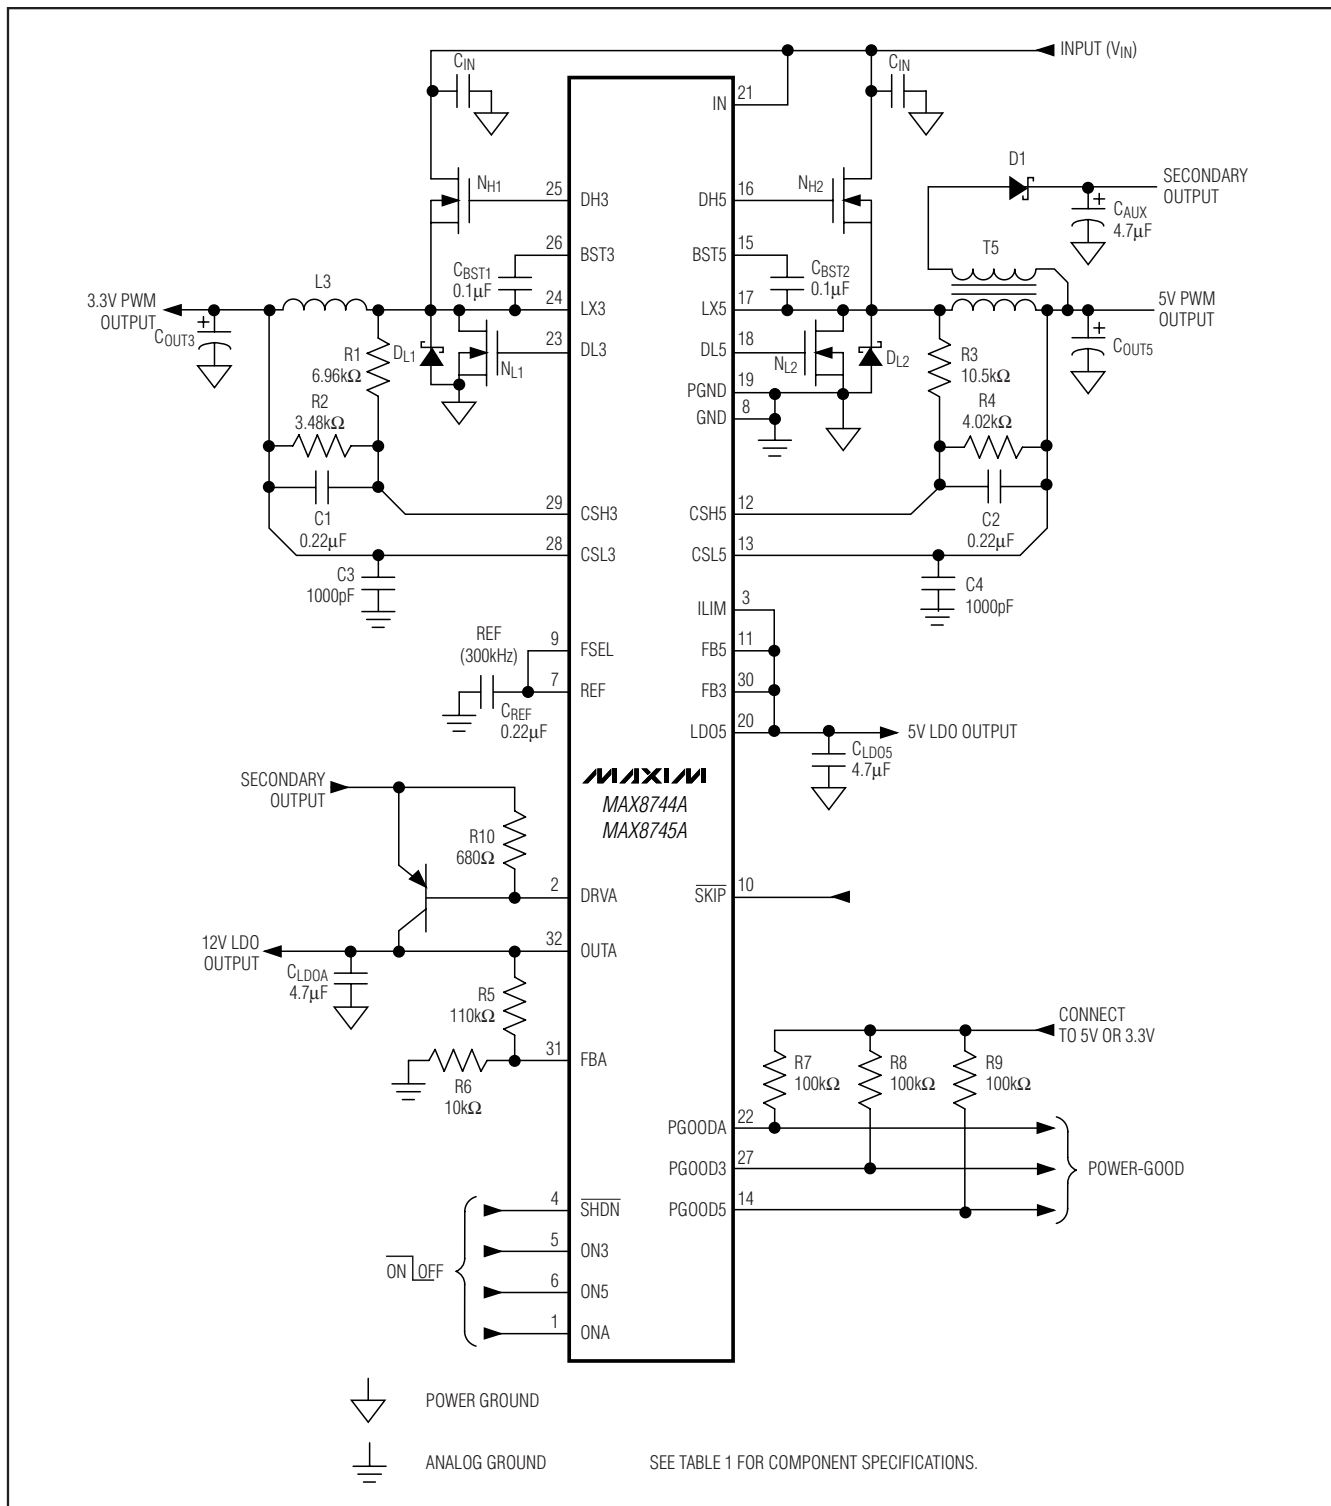 INPUT (VIN)
CIN
CIN
21
IN
D1
SECONDARY
OUTPUT
NH1
25
DH3
DH5
16
NH2
CAUX
4.7µF
26
BST3
BST5
15
T5
CBST1
0.1µF
CBST2
0.1µF
L3
3.3V PWM
OUTPUT
24
LX3
LX5
17
5V PWM
OUTPUT
COUT3
R1
6.96kΩ
DL1
NL1
23
DL3
DL5
18
NL2
DL2
R3
10.5kΩ
COUT5
PGND
19
R2
3.48kΩ
GND
8
R4
4.02kΩ
29
CSH3
CSH5
12
C1
0.22µF
C2
0.22µF
28
CSL3
CSL5
13
C3
1000pF
C4
1000pF
ILIM
3
REF
(300kHz)
9
FSEL
FB5
11
7
REF
FB3
30
CREF
0.22µF
LDO5
20
5V LDO OUTPUT
CLDO5
4.7µF
MAXIM
MAX8744A
MAX8745A
SECONDARY
OUTPUT
R10
680Ω
2
DRVA
SKIP
10
12V LDO
OUTPUT
32
OUTA
CLDOA
4.7µF
R5
110kΩ
31
FBA
R6
10kΩ
CONNECT
TO 5V OR 3.3V
R7
100kΩ
R8
100kΩ
R9
100kΩ
PGOODA
22
PGOOD3
27
POWER-GOOD
PGOOD5
14
4
SHDN
5
ON3
ON OFF
6
ON5
1
ONA
POWER GROUND
ANALOG GROUND
SEE TABLE 1 FOR COMPONENT SPECIFICATIONS.